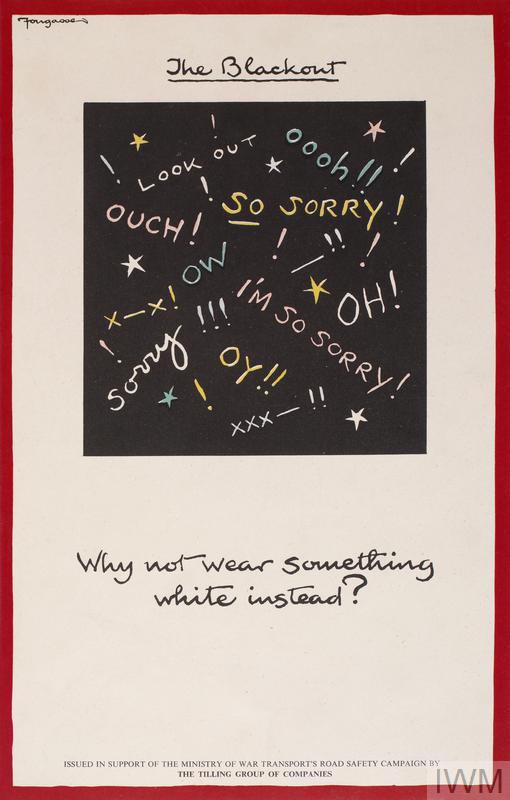 Fougasse
The Blackout
! LOOK OUT !
Oooh!! !
OUCH! !
SO SORRY!
OW
! —!! !
x—x! !!!
I'M SO SORRY!
OH!
! Sorry
OY!!
!
xxx—!!
Why not wear something
white instead?
ISSUED IN SUPPORT OF THE MINISTRY OF WAR TRANSPORT'S ROAD SAFETY CAMPAIGN BY
THE TILLING GROUP OF COMPANIES
IWM